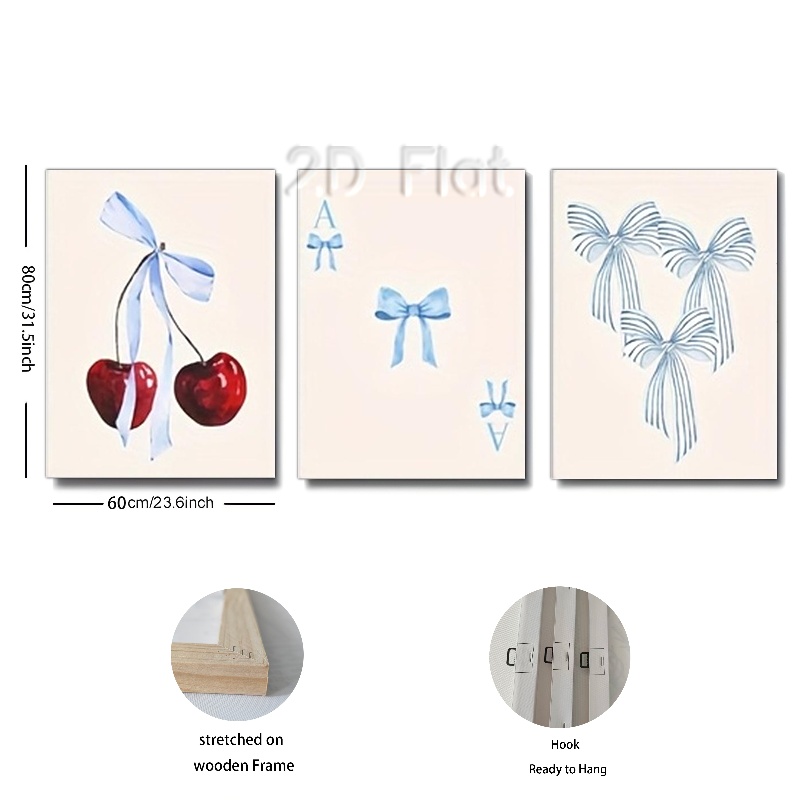 2D Flat
A
A
80cm/31.5inch
60cm/23.6inch
stretched on
wooden Frame
Hook
Ready to Hang